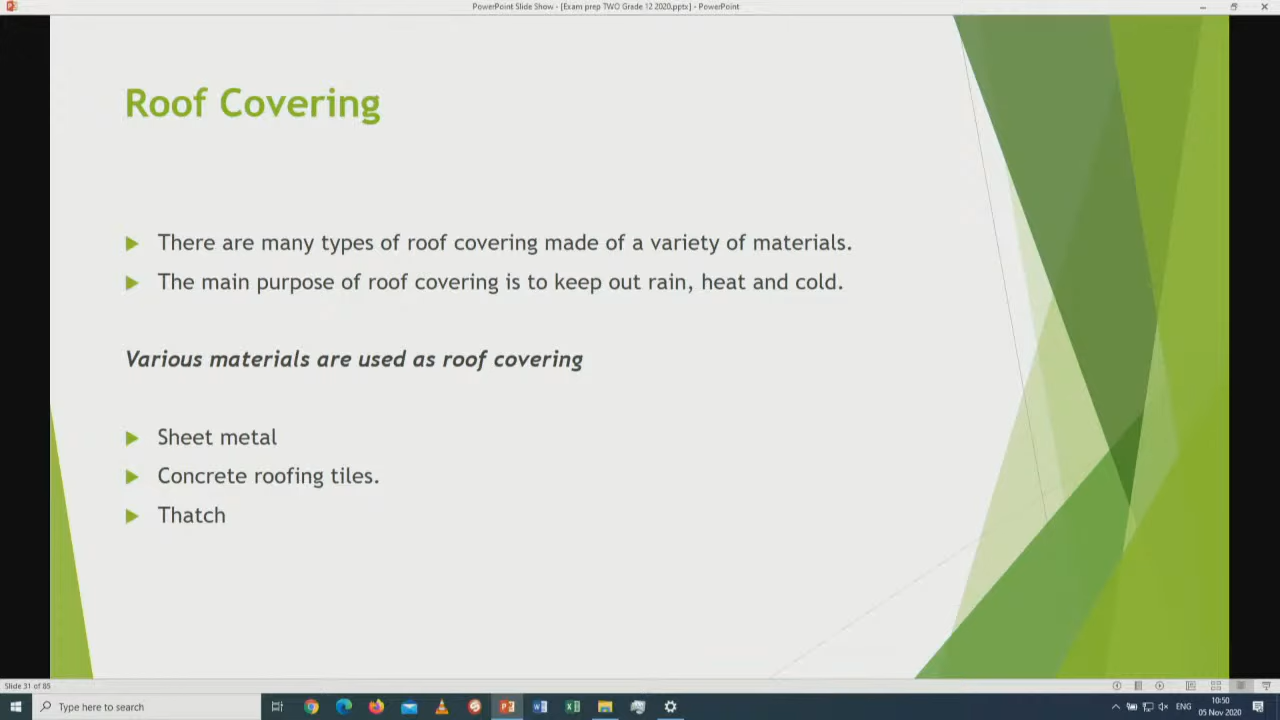 PowerPoint Slide Show - [Exam prep TWO Grade 12 2020.pptx] - PowerPoint
Roof Covering
There are many types of roof covering made of a variety of materials.
The main purpose of roof covering is to keep out rain, heat and cold.
Various materials are used as roof covering
Sheet metal
Concrete roofing tiles.
Thatch
Slide 31 of 85
Type here to search
ENG
10:50
05 Nov 2020